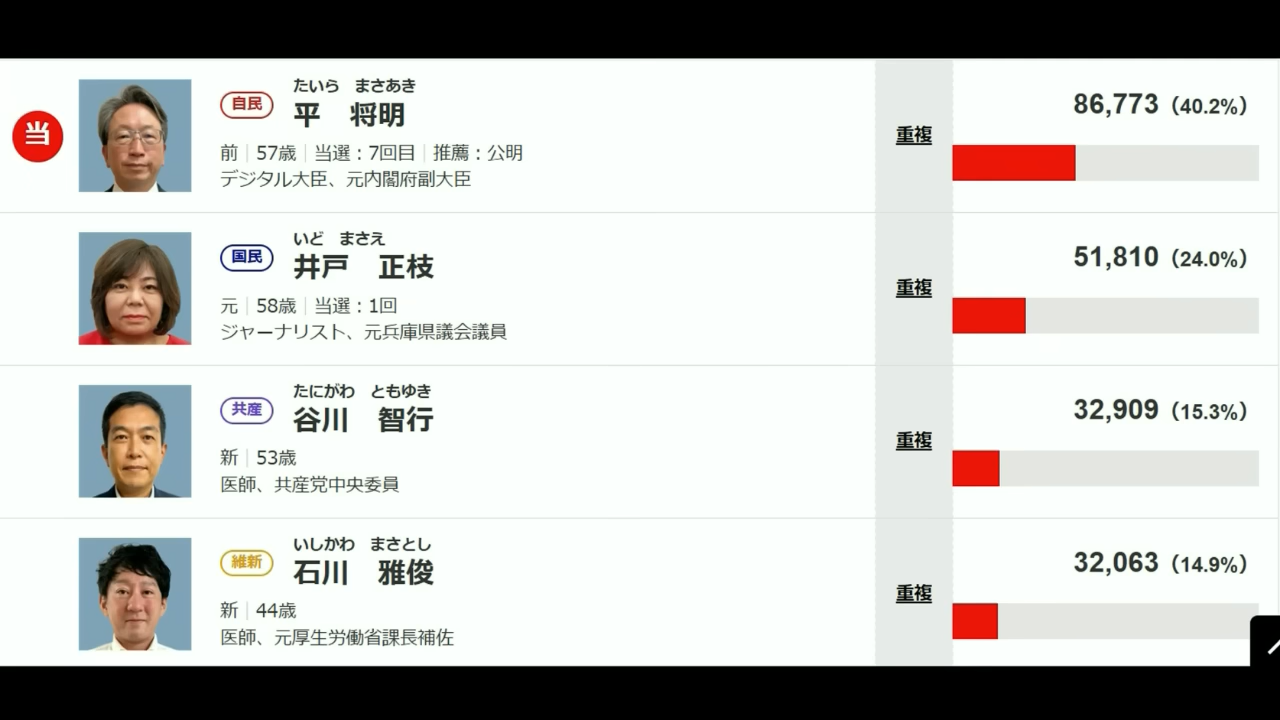 当
自民
たいら まさあき
平 将明
前｜57歳｜当選：7回目｜推薦：公明
デジタル大臣、元内閣府副大臣
重複
86,773 (40.2%)
国民
いど まさえ
井戸 正枝
元｜58歳｜当選：1回
ジャーナリスト、元兵庫県議会議員
重複
51,810 (24.0%)
共産
たにがわ ともゆき
谷川 智行
新｜53歳
医師、共産党中央委員
重複
32,909 (15.3%)
維新
いしかわ まさとし
石川 雅俊
新｜44歳
医師、元厚生労働省課長補佐
重複
32,063 (14.9%)